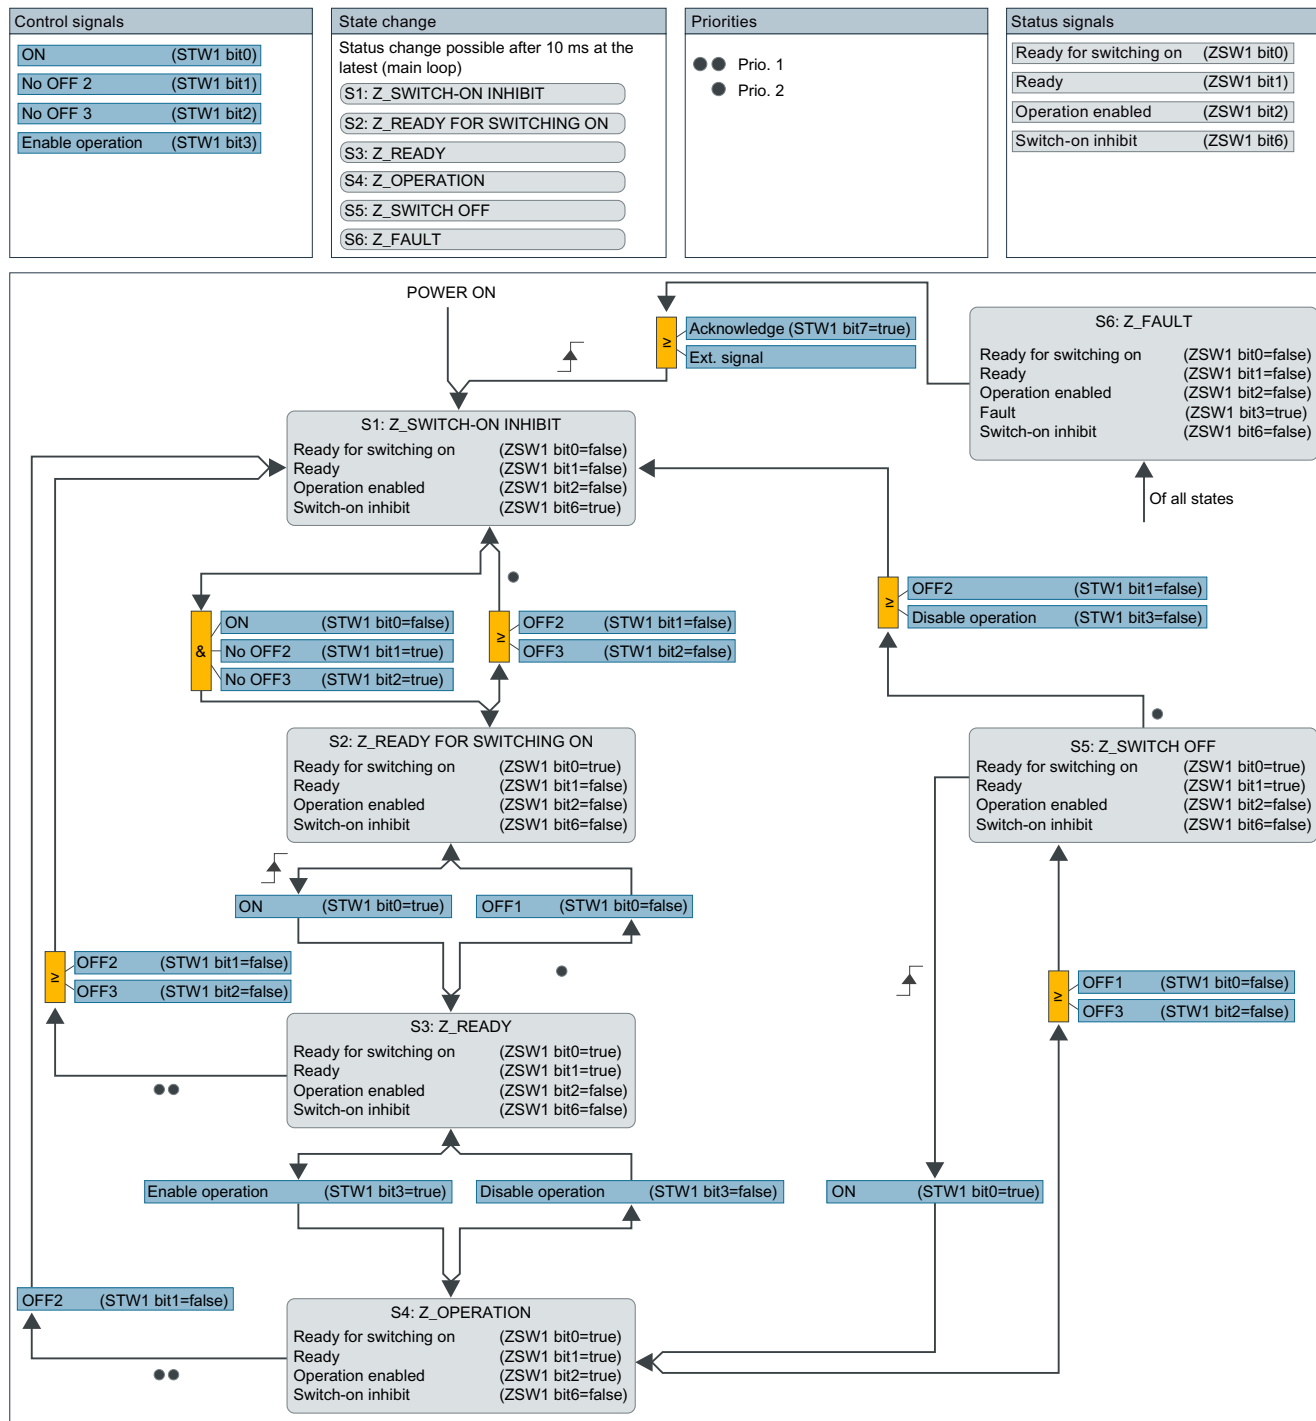 Control signals
ON (STW1 bit0)
No OFF 2 (STW1 bit1)
No OFF 3 (STW1 bit2)
Enable operation (STW1 bit3)
State change
Status change possible after 10 ms at the
latest (main loop)
S1: Z_SWITCH-ON INHIBIT
S2: Z_READY FOR SWITCHING ON
S3: Z_READY
S4: Z_OPERATION
S5: Z_SWITCH OFF
S6: Z_FAULT
Priorities
Prio. 1
Prio. 2
Status signals
Ready for switching on (ZSW1 bit0)
Ready (ZSW1 bit1)
Operation enabled (ZSW1 bit2)
Switch-on inhibit (ZSW1 bit6)
POWER ON
≥
Acknowledge (STW1 bit7=true)
Ext. signal
S6: Z_FAULT
Ready for switching on (ZSW1 bit0=false)
Ready (ZSW1 bit1=false)
Operation enabled (ZSW1 bit2=false)
Fault (ZSW1 bit3=true)
Switch-on inhibit (ZSW1 bit6=false)
Of all states
S1: Z_SWITCH-ON INHIBIT
Ready for switching on (ZSW1 bit0=false)
Ready (ZSW1 bit1=false)
Operation enabled (ZSW1 bit2=false)
Switch-on inhibit (ZSW1 bit6=true)
&
ON (STW1 bit0=false)
No OFF2 (STW1 bit1=true)
No OFF3 (STW1 bit2=true)
≥
OFF2 (STW1 bit1=false)
OFF3 (STW1 bit2=false)
≥
OFF2 (STW1 bit1=false)
Disable operation (STW1 bit3=false)
S2: Z_READY FOR SWITCHING ON
Ready for switching on (ZSW1 bit0=true)
Ready (ZSW1 bit1=false)
Operation enabled (ZSW1 bit2=false)
Switch-on inhibit (ZSW1 bit6=false)
S5: Z_SWITCH OFF
Ready for switching on (ZSW1 bit0=true)
Ready (ZSW1 bit1=true)
Operation enabled (ZSW1 bit2=false)
Switch-on inhibit (ZSW1 bit6=false)
ON (STW1 bit0=true)
OFF1 (STW1 bit0=false)
≥
OFF2 (STW1 bit1=false)
OFF3 (STW1 bit2=false)
≥
OFF1 (STW1 bit0=false)
OFF3 (STW1 bit2=false)
S3: Z_READY
Ready for switching on (ZSW1 bit0=true)
Ready (ZSW1 bit1=true)
Operation enabled (ZSW1 bit2=false)
Switch-on inhibit (ZSW1 bit6=false)
Enable operation (STW1 bit3=true)
Disable operation (STW1 bit3=false)
ON (STW1 bit0=true)
OFF2 (STW1 bit1=false)
S4: Z_OPERATION
Ready for switching on (ZSW1 bit0=true)
Ready (ZSW1 bit1=true)
Operation enabled (ZSW1 bit2=true)
Switch-on inhibit (ZSW1 bit6=false)